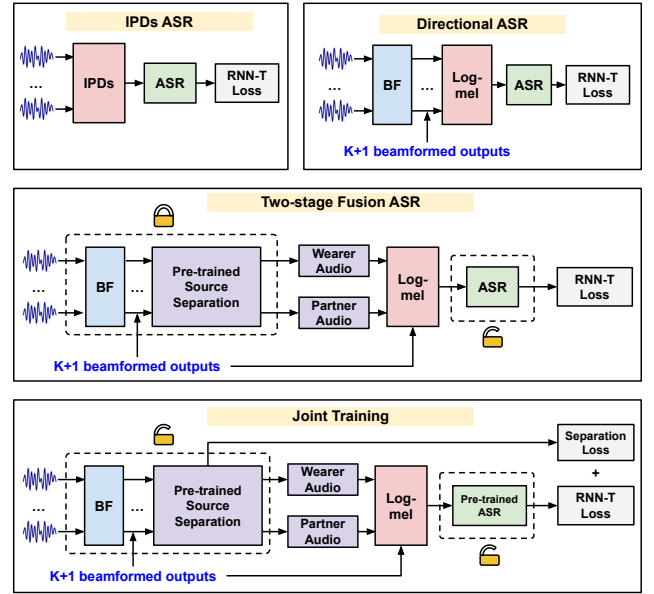 IPDs ASR
IPDs
...
ASR
RNN-T
Loss
Directional ASR
...
BF
...
Log-
mel
ASR
RNN-T
Loss
K+1 beamformed outputs
Two-stage Fusion ASR
...
BF
...
Pre-trained
Source
Separation
Wearer
Audio
Partner
Audio
Log-
mel
ASR
RNN-T
Loss
K+1 beamformed outputs
Joint Training
...
BF
...
Pre-trained
Source
Separation
Wearer
Audio
Partner
Audio
Log-
mel
Pre-trained
ASR
Separation
Loss
+
RNN-T
Loss
K+1 beamformed outputs